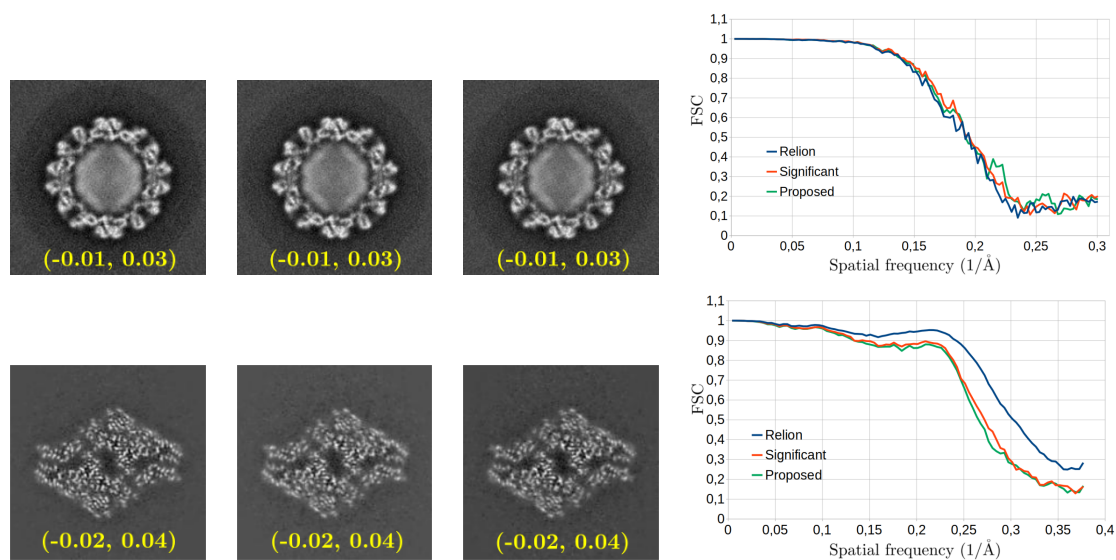 1,1
1
0,9
0,8
0,7
0,6
0,5
0,4
0,3
0,2
0,1
0
FSC
Relion
Significant
Proposed
0 0,05 0,1 0,15 0,2 0,25 0,3
Spatial frequency (1/Å)
(-0.01, 0.03) (-0.01, 0.03) (-0.01, 0.03)
1,1
1
0,9
0,8
0,7
0,6
0,5
0,4
0,3
0,2
0,1
0
FSC
Relion
Significant
Proposed
0 0,05 0,1 0,15 0,2 0,25 0,3 0,35 0,4
Spatial frequency (1/Å)
(-0.02, 0.04) (-0.02, 0.04) (-0.02, 0.04)